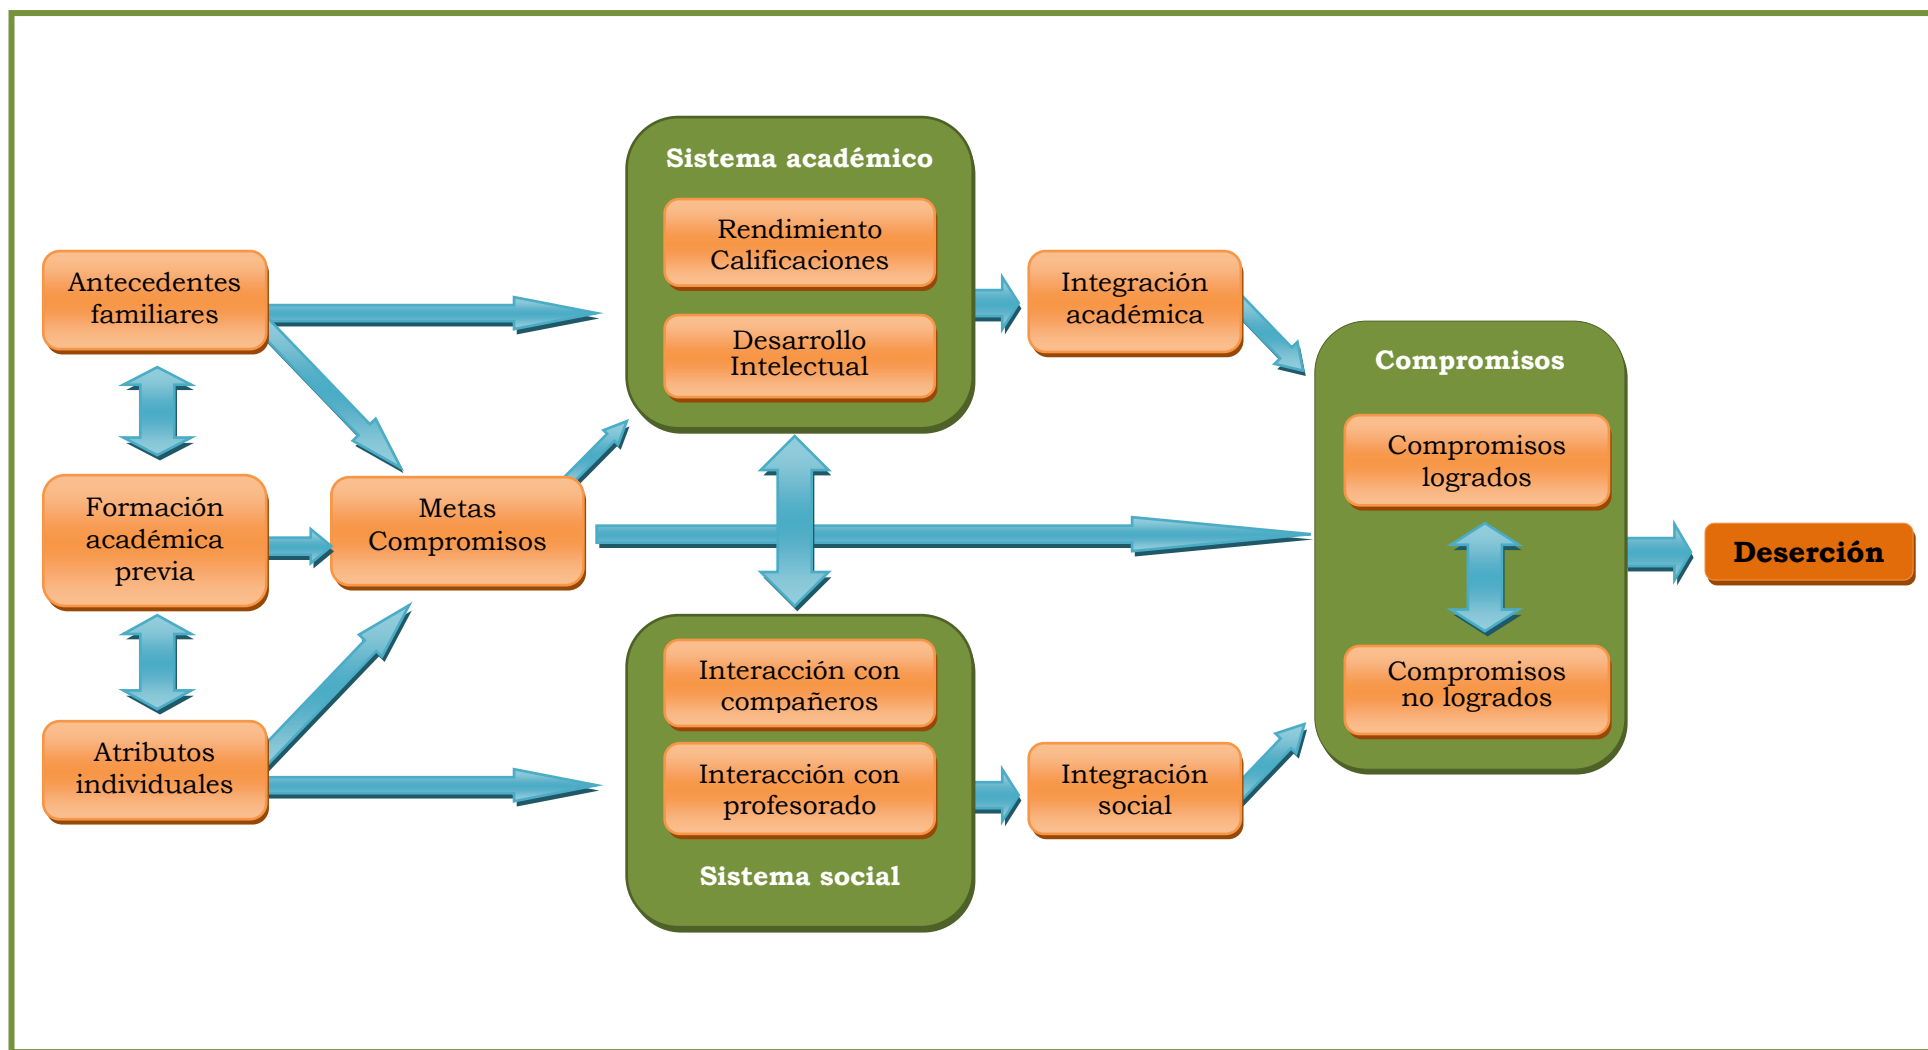 Antecedentes
familiares
Formación
académica
previa
Atributos
individuales
Metas
Compromisos
Sistema académico
Rendimiento
Calificaciones
Desarrollo
Intelectual
Interacción con
compañeros
Interacción con
profesorado
Sistema social
Integración
académica
Integración
social
Compromisos
Compromisos
logrados
Compromisos
no logrados
Deserción